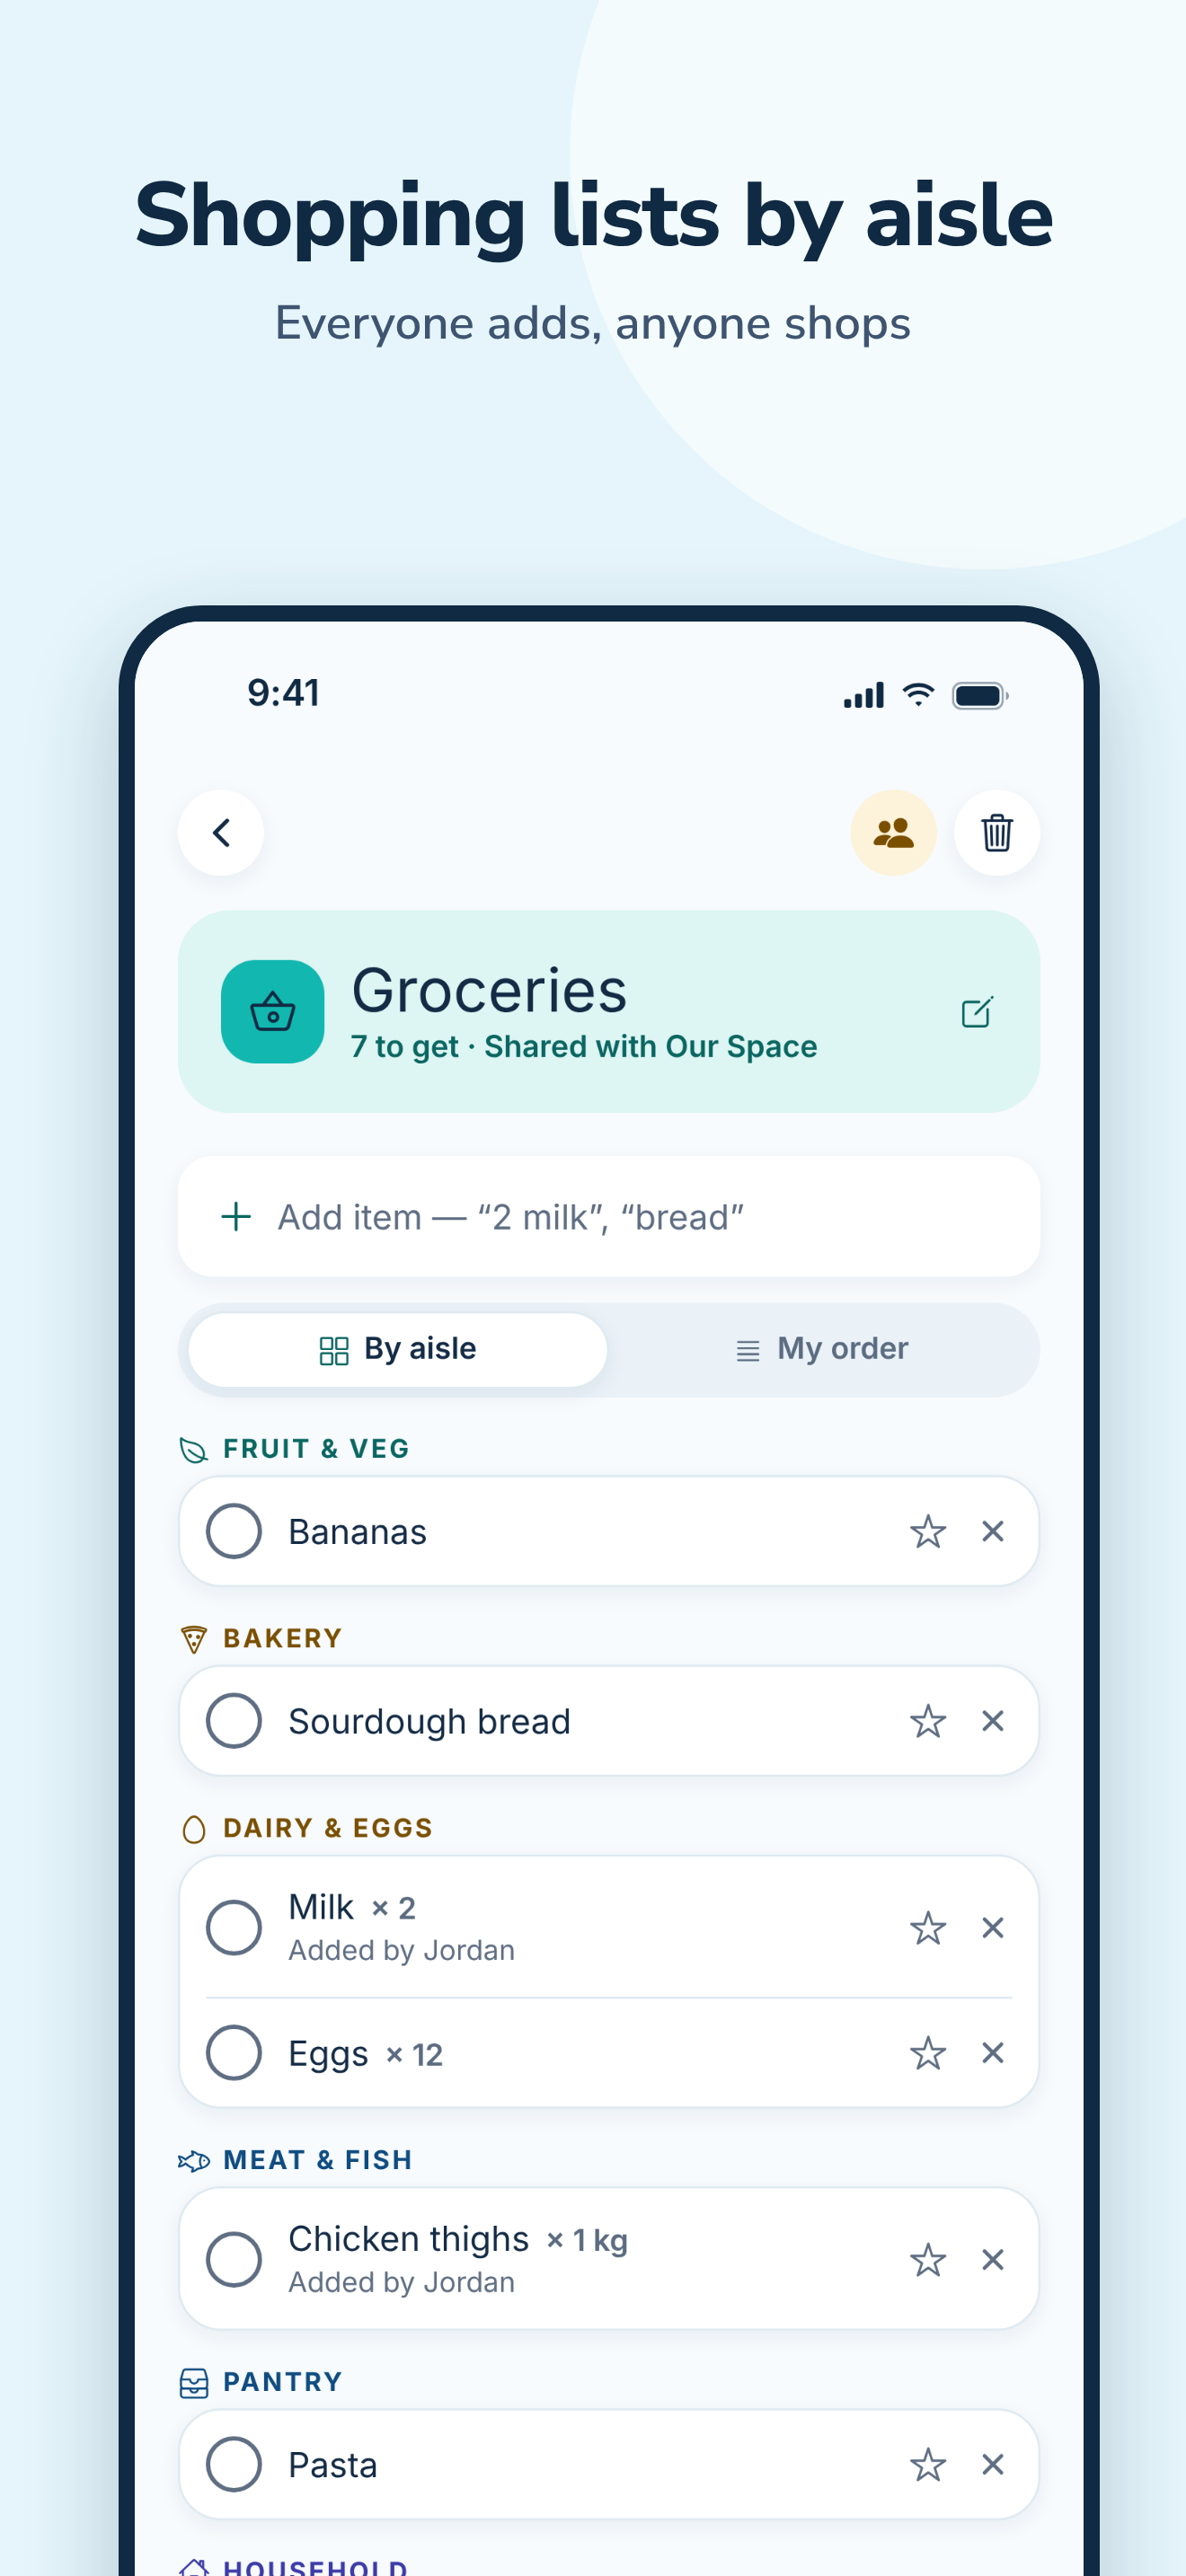 Shopping lists by aisle
Everyone adds, anyone shops
9:41
Groceries
7 to get · Shared with Our Space
Add item — “2 milk”, “bread”
By aisle
My order
FRUIT & VEG
Bananas
BAKERY
Sourdough bread
DAIRY & EGGS
Milk × 2
Added by Jordan
Eggs × 12
MEAT & FISH
Chicken thighs × 1 kg
Added by Jordan
PANTRY
Pasta
HOUSEHOLD